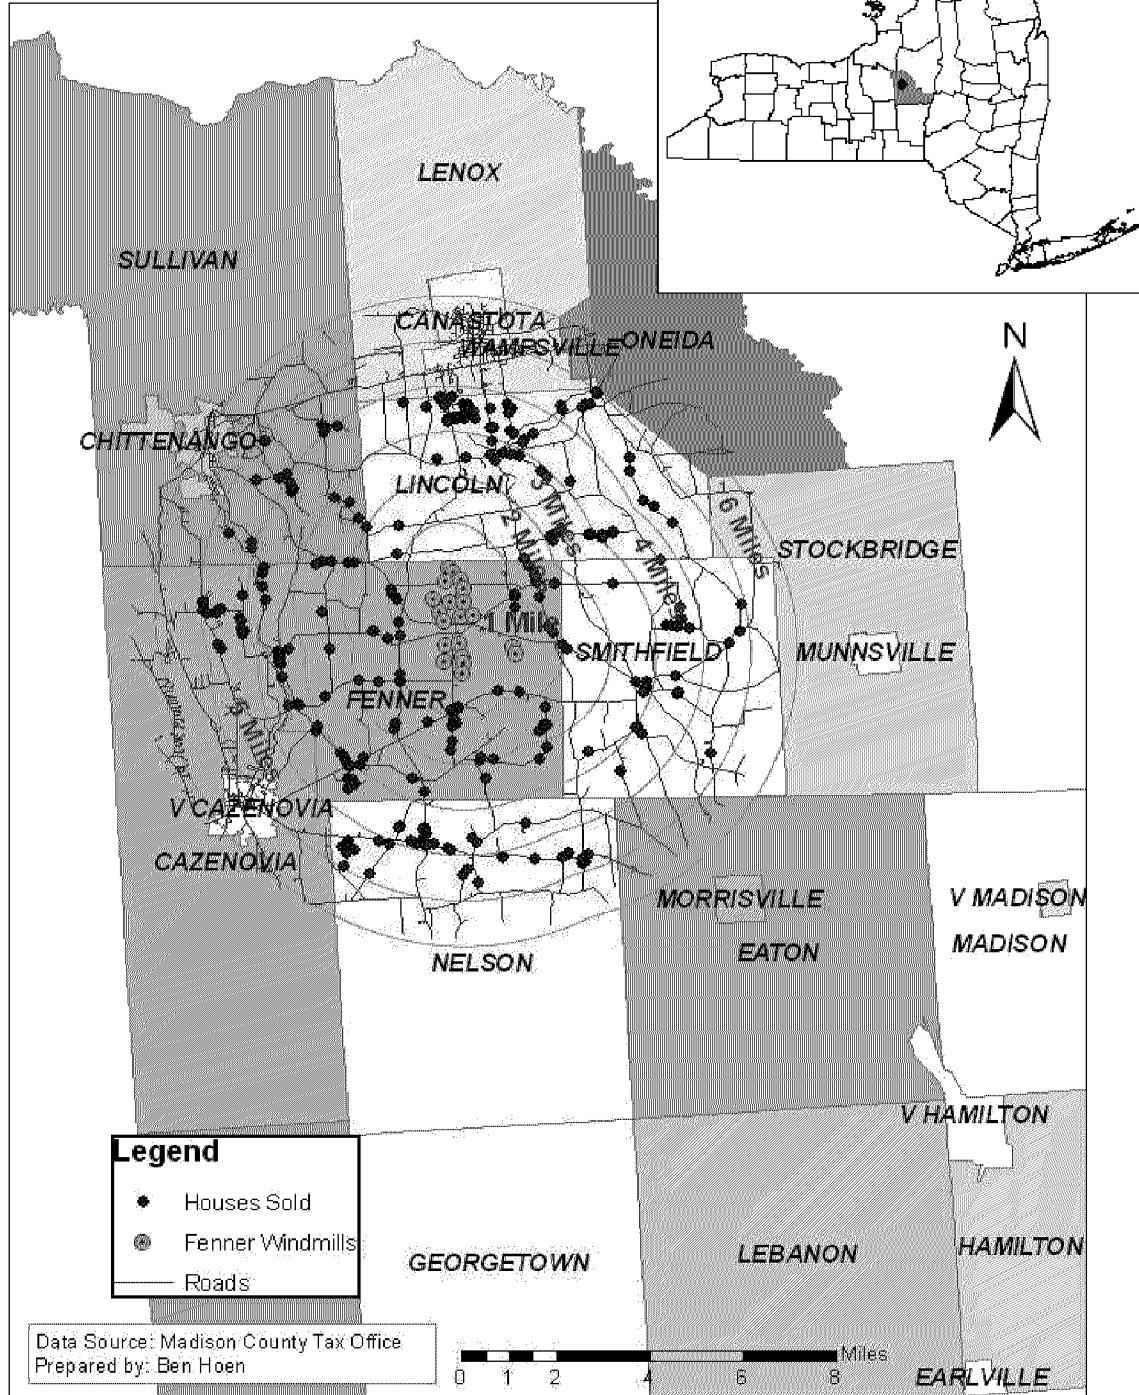 LENOX
SULLIVAN
CANASTOTA
WAMPSVILLE
ONEIDA
N
CHITTENANGO
LINCOLN
3 Miles
2 Miles
6 Miles
4 Miles
STOCKBRIDGE
1 Mile
SMITHFIELD
MUNNSVILLE
FENNER
5 Miles
V CAZENOVIA
CAZENOVIA
MORRISVILLE
V MADISON
EATON
MADISON
NELSON
V HAMILTON
Legend
Houses Sold
Fenner Windmills
Roads
GEORGETOWN
LEBANON
HAMILTON
Data Source: Madison County Tax Office
Prepared by: Ben Hoen
Miles
0 1 2 4 6 8
EARLVILLE